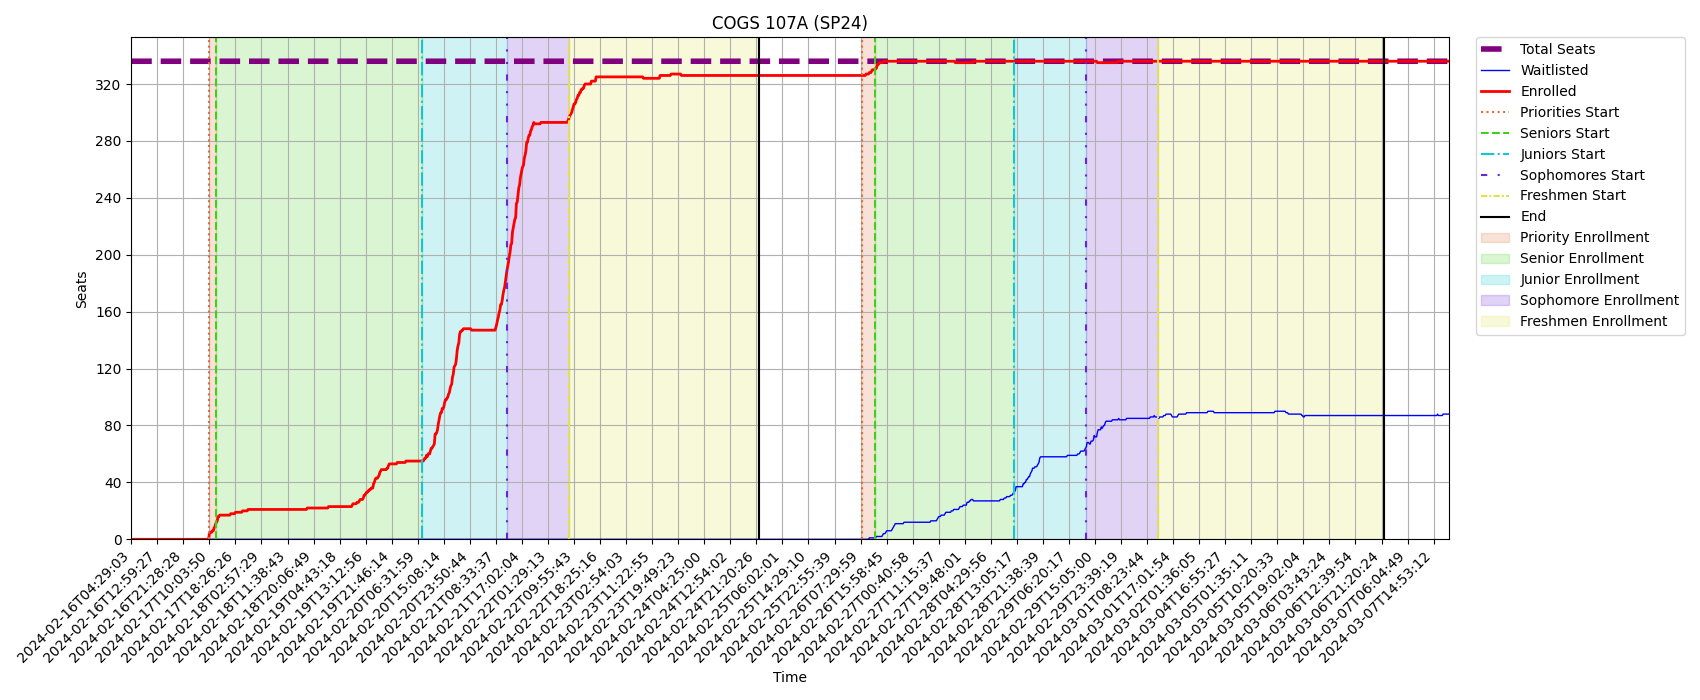 COGS 107A (SP24)
Seats
320
280
240
200
160
120
80
40
0
2024-02-16T04:29:03
2024-02-16T12:59:27
2024-02-16T21:28:28
2024-02-17T10:03:50
2024-02-17T18:26:26
2024-02-18T02:57:29
2024-02-18T11:38:43
2024-02-18T20:06:49
2024-02-19T04:43:18
2024-02-19T13:12:56
2024-02-19T21:46:14
2024-02-20T06:31:59
2024-02-20T15:08:14
2024-02-20T23:50:44
2024-02-21T08:33:37
2024-02-21T17:02:04
2024-02-22T01:29:13
2024-02-22T09:55:43
2024-02-22T18:25:16
2024-02-23T02:54:03
2024-02-23T11:22:55
2024-02-23T19:49:23
2024-02-24T04:25:00
2024-02-24T12:54:02
2024-02-24T21:20:26
2024-02-25T06:02:01
2024-02-25T14:29:10
2024-02-25T22:55:39
2024-02-26T07:29:59
2024-02-26T15:58:45
2024-02-27T00:40:58
2024-02-27T11:15:37
2024-02-27T19:48:01
2024-02-28T04:29:56
2024-02-28T13:05:17
2024-02-28T21:38:39
2024-02-29T06:20:17
2024-02-29T15:05:00
2024-02-29T23:39:19
2024-03-01T08:23:44
2024-03-01T17:01:54
2024-03-02T01:36:05
2024-03-04T16:55:27
2024-03-05T01:35:11
2024-03-05T10:20:33
2024-03-05T19:02:04
2024-03-06T03:43:24
2024-03-06T12:39:54
2024-03-06T21:20:24
2024-03-07T06:04:49
2024-03-07T14:53:12
Time
Total Seats
Waitlisted
Enrolled
Priorities Start
Seniors Start
Juniors Start
Sophomores Start
Freshmen Start
End
Priority Enrollment
Senior Enrollment
Junior Enrollment
Sophomore Enrollment
Freshmen Enrollment